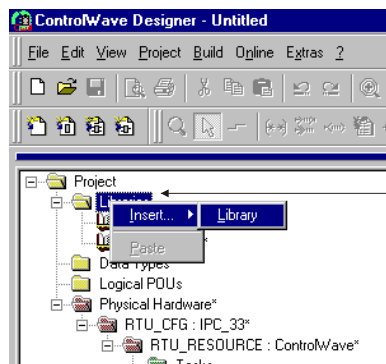 ControlWave Designer - Untitled
File Edit View Project Build Online Extras ?
Project
Insert... Library
Paste
Data Types
Logical POUs
Physical Hardware*
RTU_CFG : IPC_33*
RTU_RESOURCE : ControlWave*